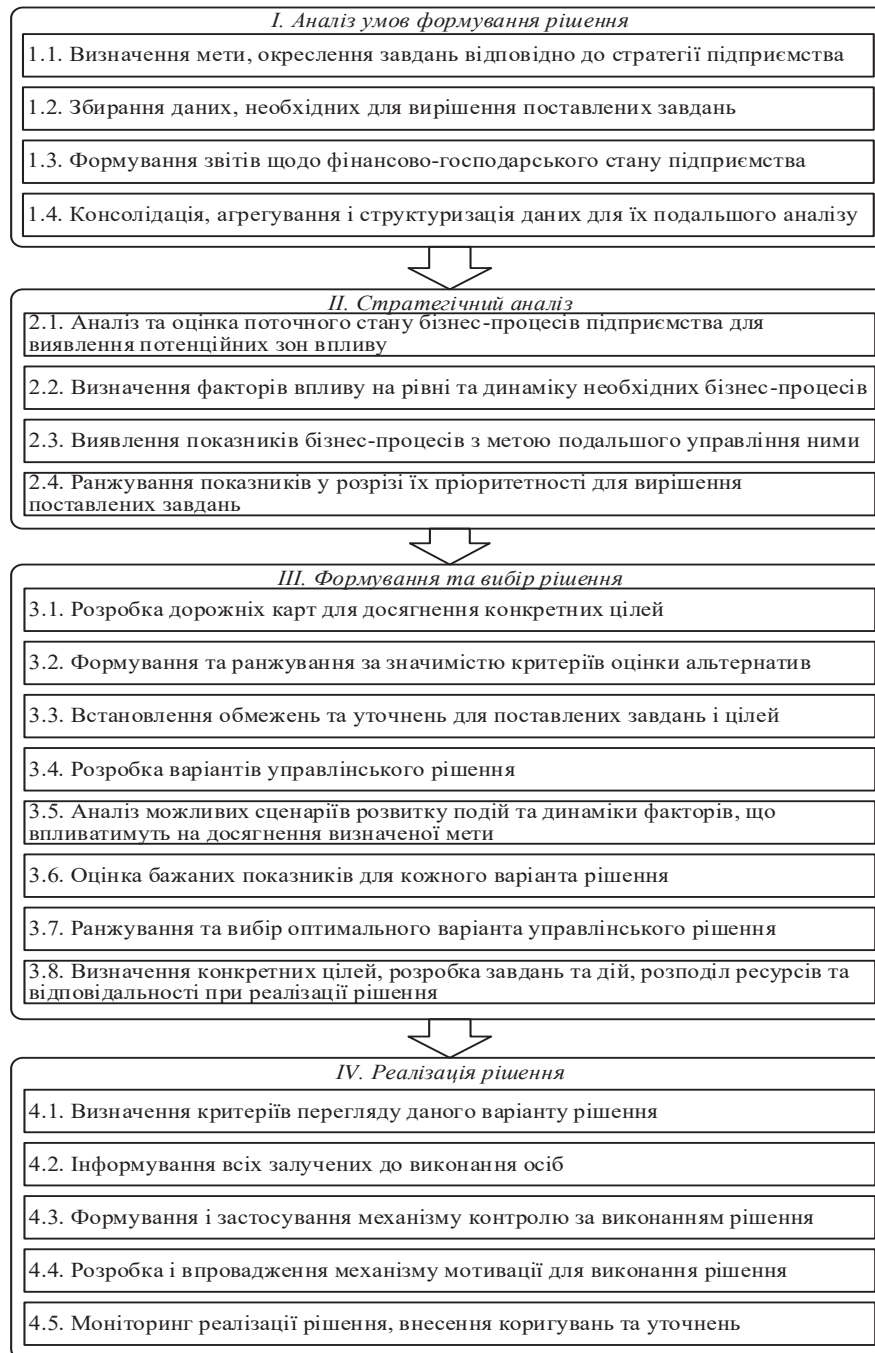 I. Аналіз умов формування рішення
1.1. Визначення мети, окреслення завдань відповідно до стратегії підприємства
1.2. Збирання даних, необхідних для вирішення поставлених завдань
1.3. Формування звітів щодо фінансово-господарського стану підприємства
1.4. Консолідація, агрегування і структуризація даних для їх подальшого аналізу
II. Стратегічний аналіз
2.1. Аналіз та оцінка поточного стану бізнес-процесів підприємства для
виявлення потенційних зон впливу
2.2. Визначення факторів впливу на рівні та динаміку необхідних бізнес-процесів
2.3. Виявлення показників бізнес-процесів з метою подальшого управління ними
2.4. Ранжування показників у розрізі їх пріоритетності для вирішення
поставлених завдань
III. Формування та вибір рішення
3.1. Розробка дорожніх карт для досягнення конкретних цілей
3.2. Формування та ранжування за значимістю критеріїв оцінки альтернатив
3.3. Встановлення обмежень та уточнень для поставлених завдань і цілей
3.4. Розробка варіантів управлінського рішення
3.5. Аналіз можливих сценаріїв розвитку подій та динаміки факторів, що
впливатимуть на досягнення визначеної мети
3.6. Оцінка бажаних показників для кожного варіанта рішення
3.7. Ранжування та вибір оптимального варіанта управлінського рішення
3.8. Визначення конкретних цілей, розробка завдань та дій, розподіл ресурсів та
відповідальності при реалізації рішення
IV. Реалізація рішення
4.1. Визначення критеріїв перегляду даного варіанту рішення
4.2. Інформування всіх залучених до виконання осіб
4.3. Формування і застосування механізму контролю за виконанням рішення
4.4. Розробка і впровадження механізму мотивації для виконання рішення
4.5. Моніторинг реалізації рішення, внесення коригувань та уточнень